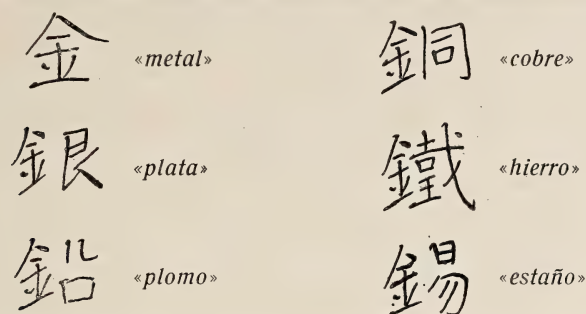 金 «metal» 銅 «cobre»
銀 «plata» 鐵 «hierro»
鉛 «plomo» 錫 «estaño»